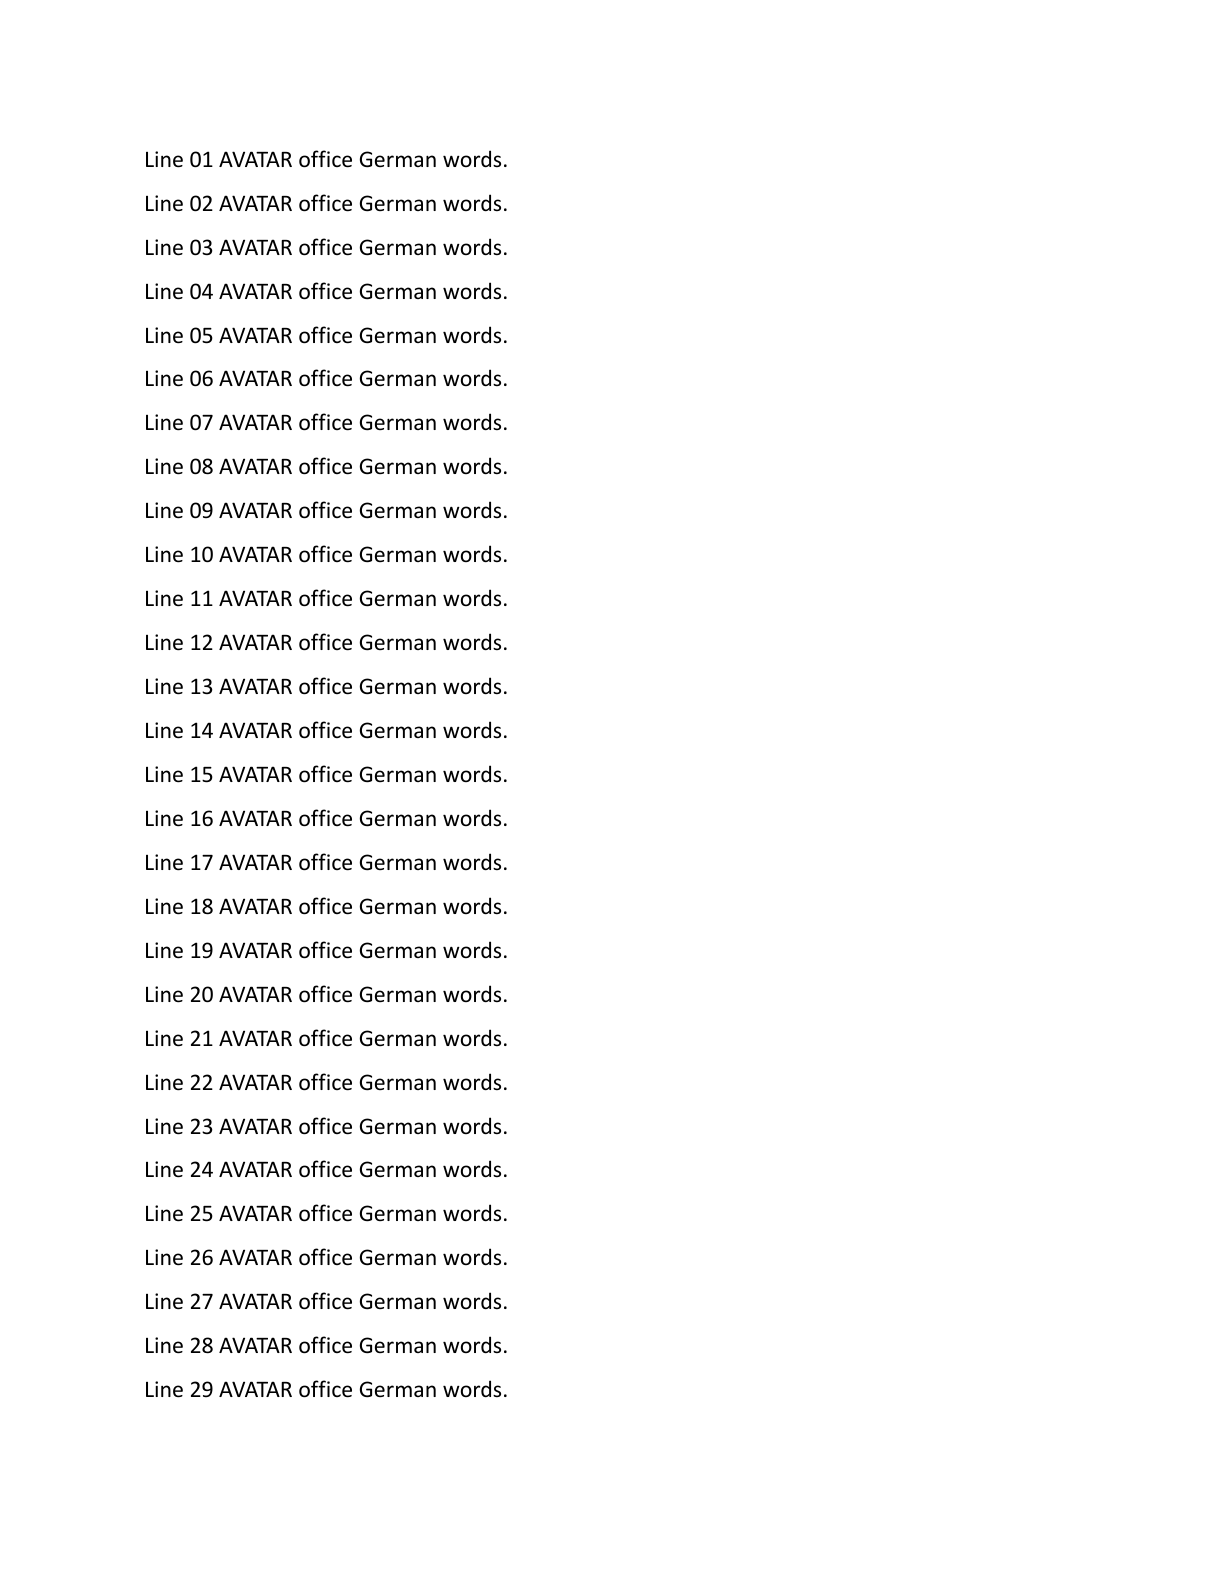 Line 01 AVATAR office German words.
Line 02 AVATAR office German words.
Line 03 AVATAR office German words.
Line 04 AVATAR office German words.
Line 05 AVATAR office German words.
Line 06 AVATAR office German words.
Line 07 AVATAR office German words.
Line 08 AVATAR office German words.
Line 09 AVATAR office German words.
Line 10 AVATAR office German words.
Line 11 AVATAR office German words.
Line 12 AVATAR office German words.
Line 13 AVATAR office German words.
Line 14 AVATAR office German words.
Line 15 AVATAR office German words.
Line 16 AVATAR office German words.
Line 17 AVATAR office German words.
Line 18 AVATAR office German words.
Line 19 AVATAR office German words.
Line 20 AVATAR office German words.
Line 21 AVATAR office German words.
Line 22 AVATAR office German words.
Line 23 AVATAR office German words.
Line 24 AVATAR office German words.
Line 25 AVATAR office German words.
Line 26 AVATAR office German words.
Line 27 AVATAR office German words.
Line 28 AVATAR office German words.
Line 29 AVATAR office German words.